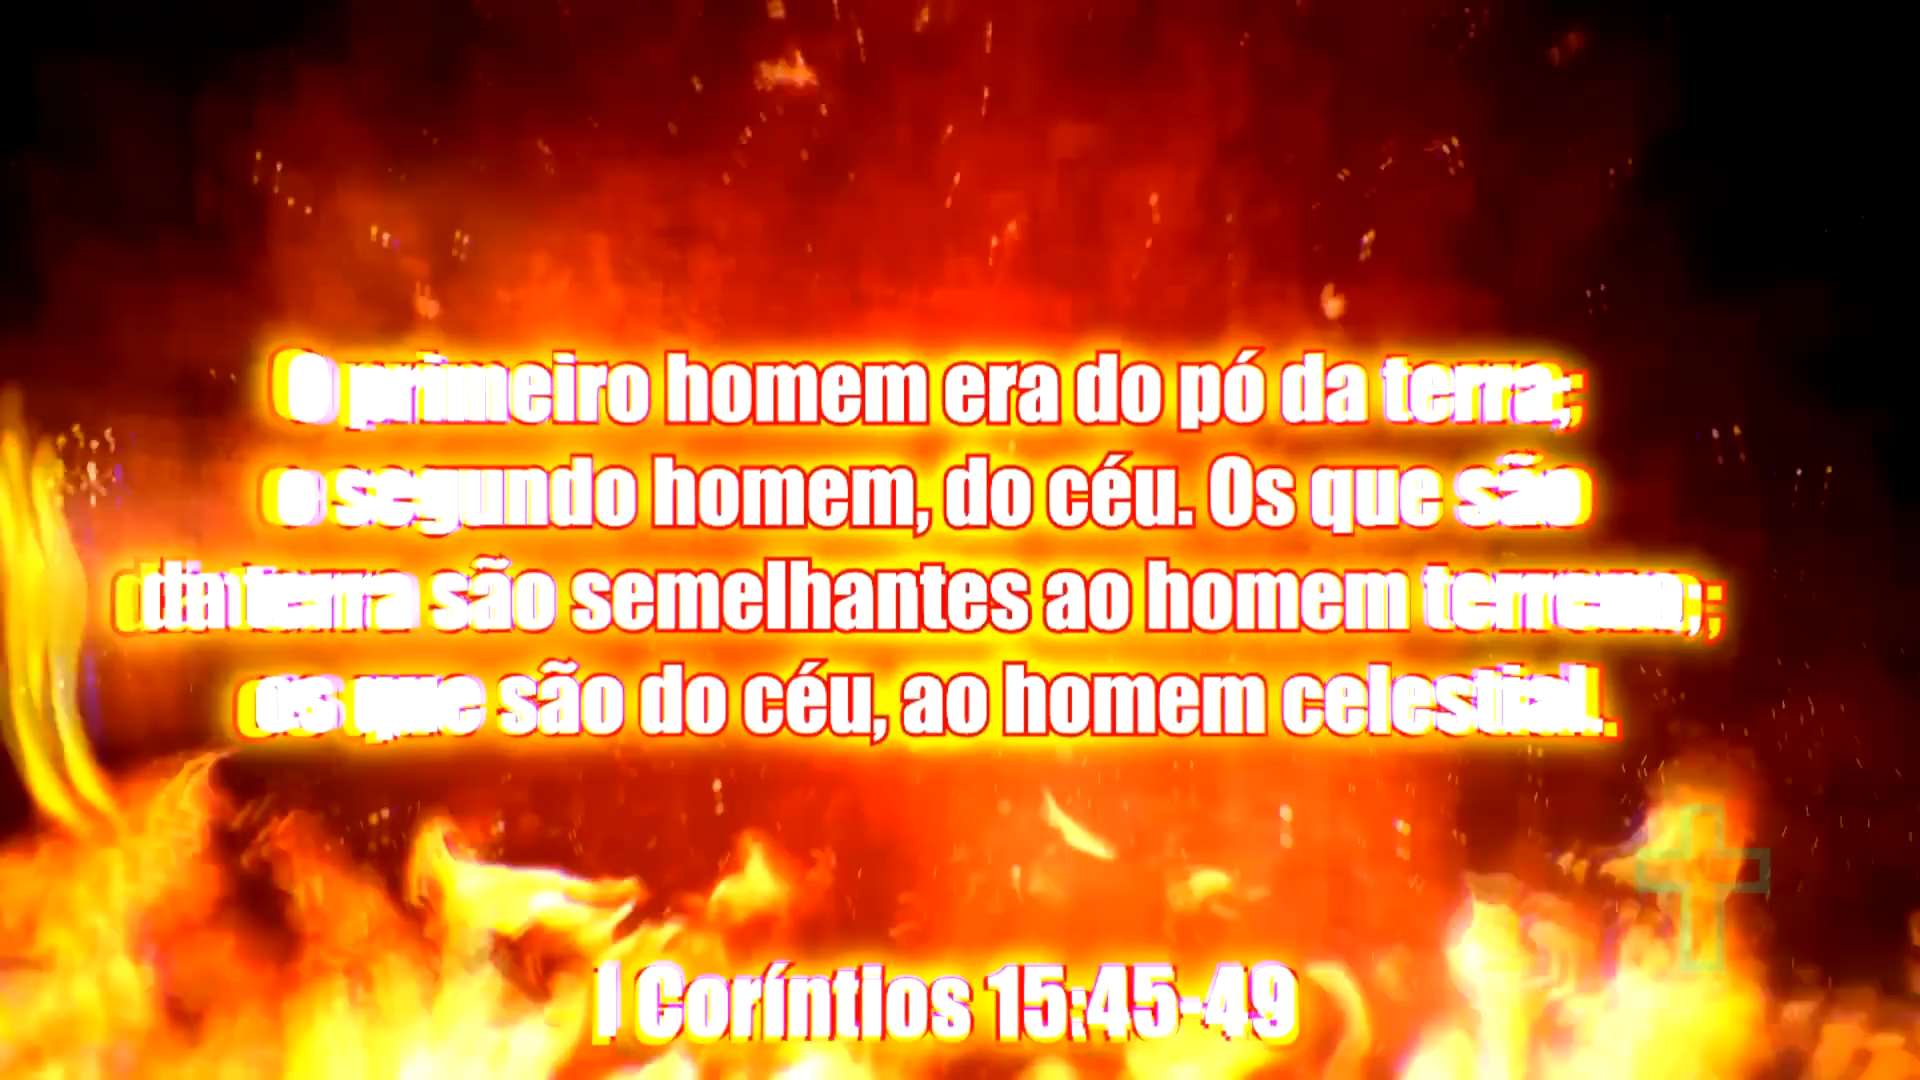 O primeiro homem era do pó da terra;
o segundo homem, do céu. Os que são
da terra são semelhantes ao homem terreno;
os que são do céu, ao homem celestial.
I Coríntios 15:45-49